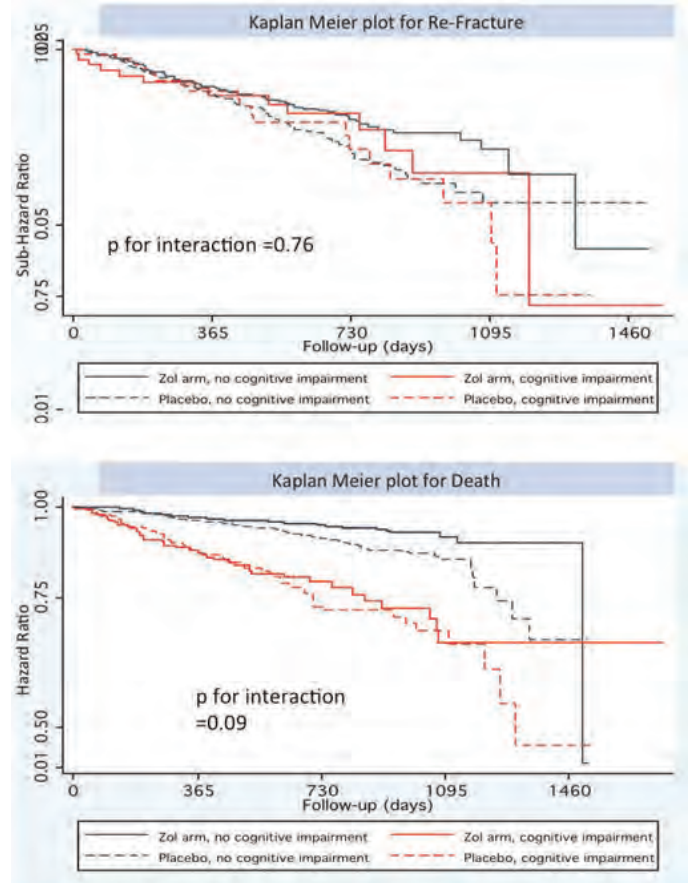 Kaplan Meier plot for Re-Fracture
0.05
0.75
0.01
Sub-Hazard Ratio
p for interaction =0.76
0 365 730 1095 1460
Follow-up (days)
Zol arm, no cognitive impairment Zol arm, cognitive impairment
Placebo, no cognitive impairment Placebo, cognitive impairment
Kaplan Meier plot for Death
1.00
0.75
0.50
0.01
Hazard Ratio
p for interaction
=0.09
0 365 730 1095 1460
Follow-up (days)
Zol arm, no cognitive impairment Zol arm, cognitive impairment
Placebo, no cognitive impairment Placebo, cognitive impairment